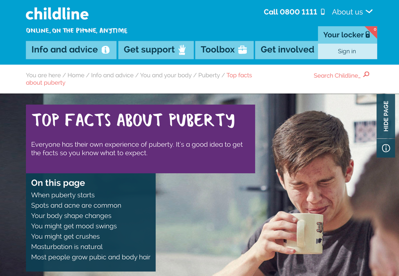 childline
ONLINE, ON THE PHONE, ANYTIME
Call 0800 1111
About us
Your locker
Sign in
Info and advice
Get support
Toolbox
Get involved
You are here / Home / Info and advice / You and your body / Puberty / Top facts
about puberty
Search Childline
HIDE PAGE
TOP FACTS ABOUT PUBERTY
Everyone has their own experience of puberty. It's a good idea to get
the facts so you know what to expect.
On this page
When puberty starts
Spots and acne are common
Your body shape changes
You might get mood swings
You might get crushes
Masturbation is natural
Most people grow pubic and body hair